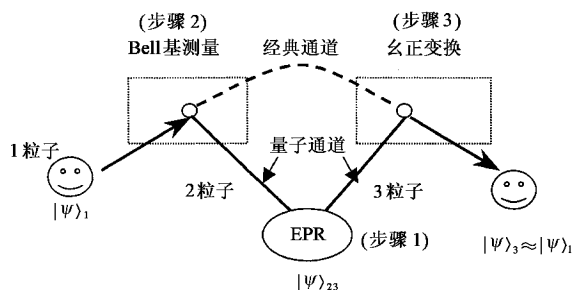 (步骤2)
Bell基测量
经典通道
(步骤3)
幺正变换
1粒子
量子通道
2粒子
3粒子
|ψ⟩₁
EPR
(步骤1)
|ψ⟩₃≈|ψ⟩₁
|ψ⟩₂₃